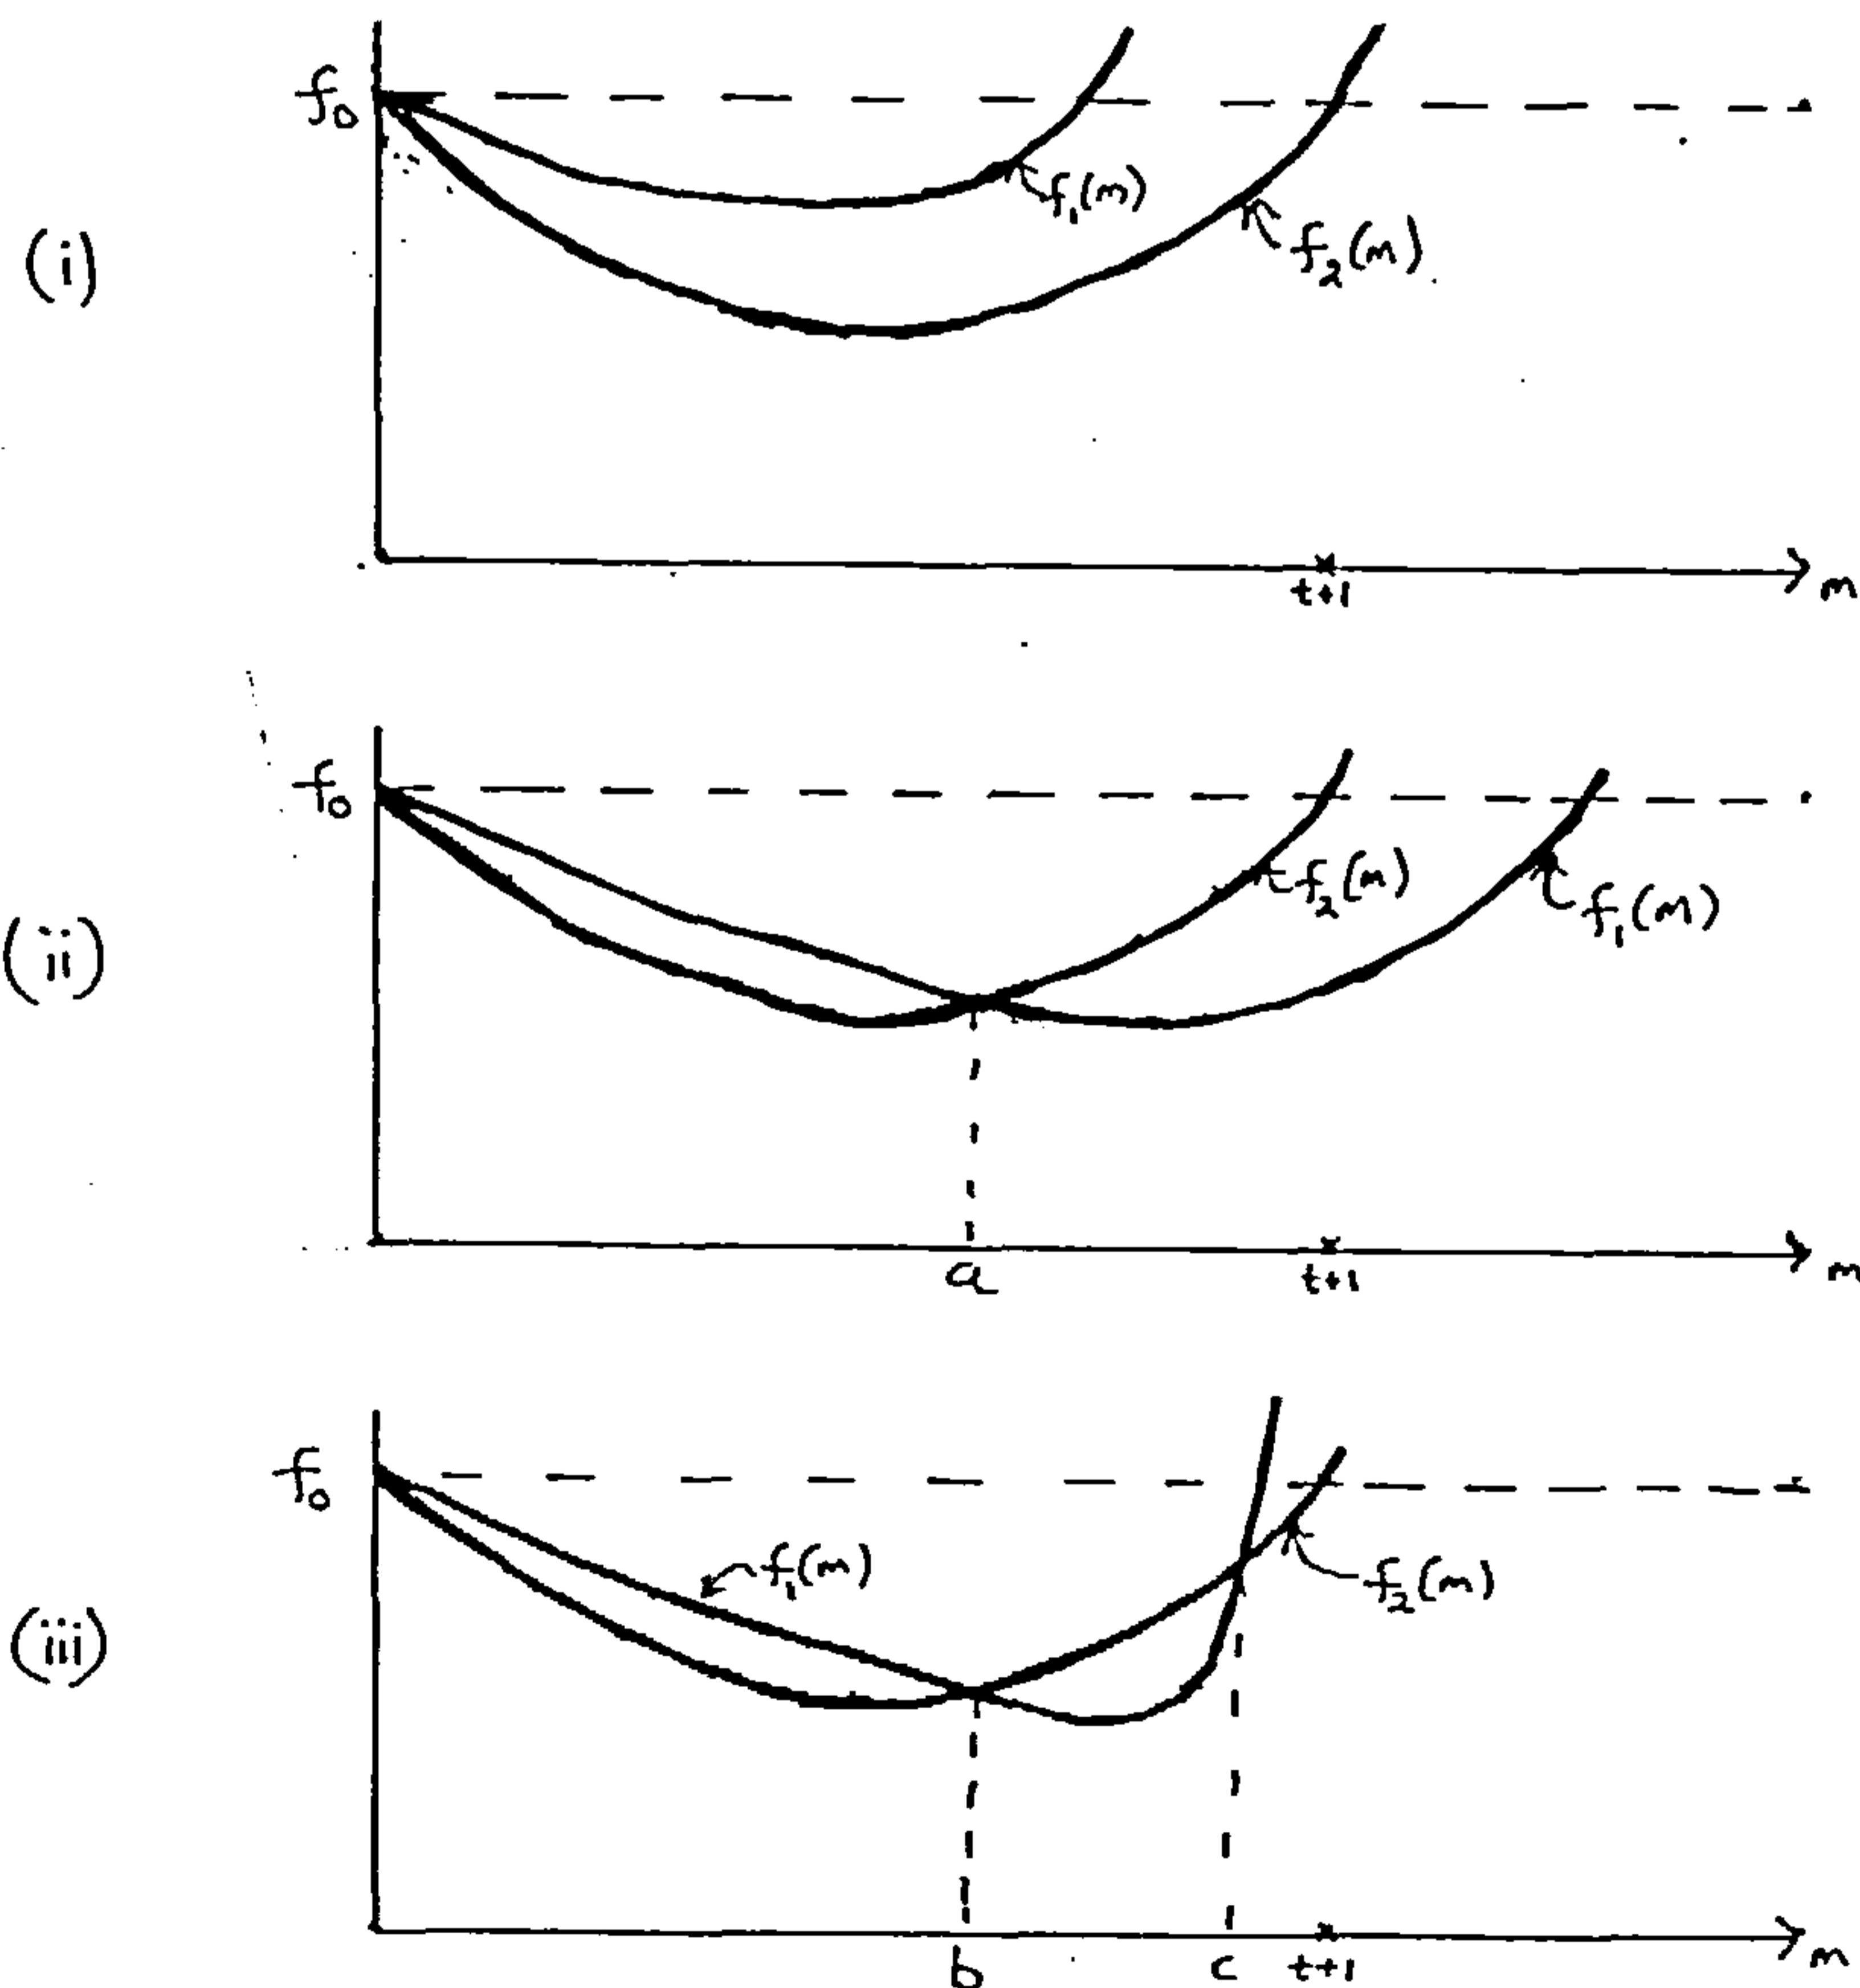 f₀
f₁(m)
(i)
f₂(m)
t+1
m
f₀
f₂(m)
f₁(m)
(ii)
a
t+1
m
f₀
f₁(m)
f₂(m)
(iii)
b
c
t+1
m